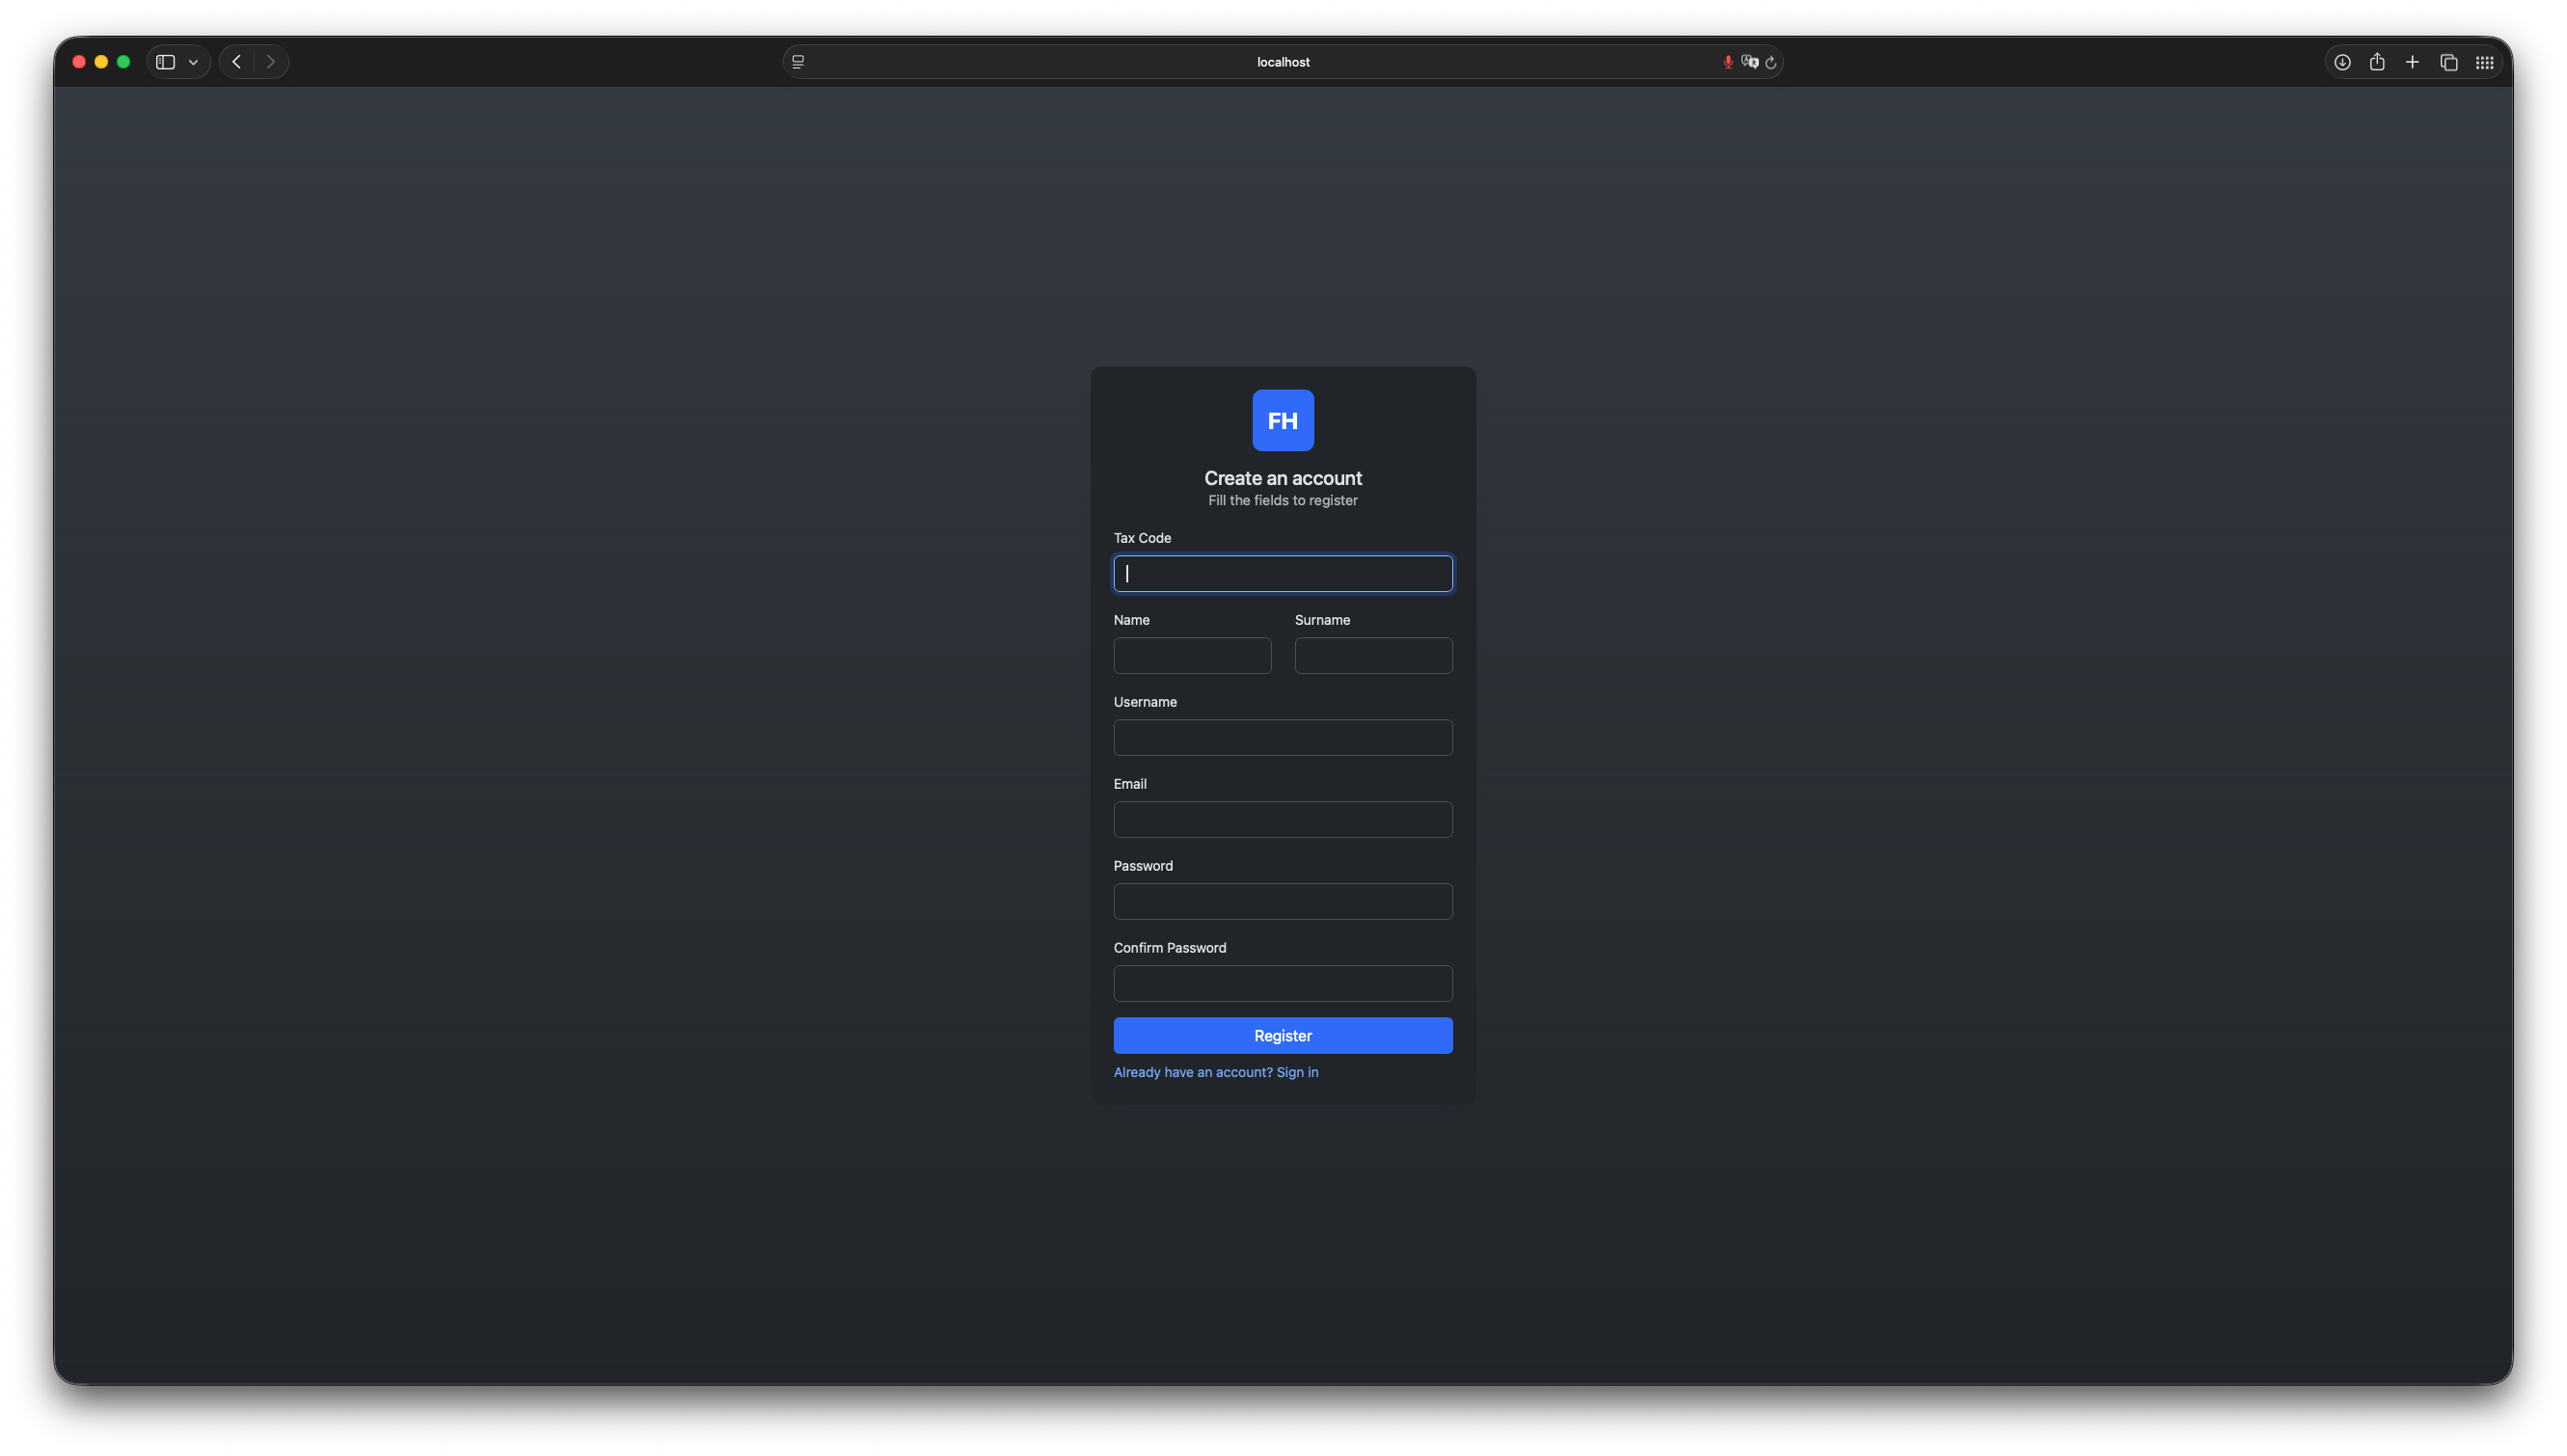 localhost
FH
Create an account
Fill the fields to register
Tax Code
Name
Surname
Username
Email
Password
Confirm Password
Register
Already have an account? Sign in